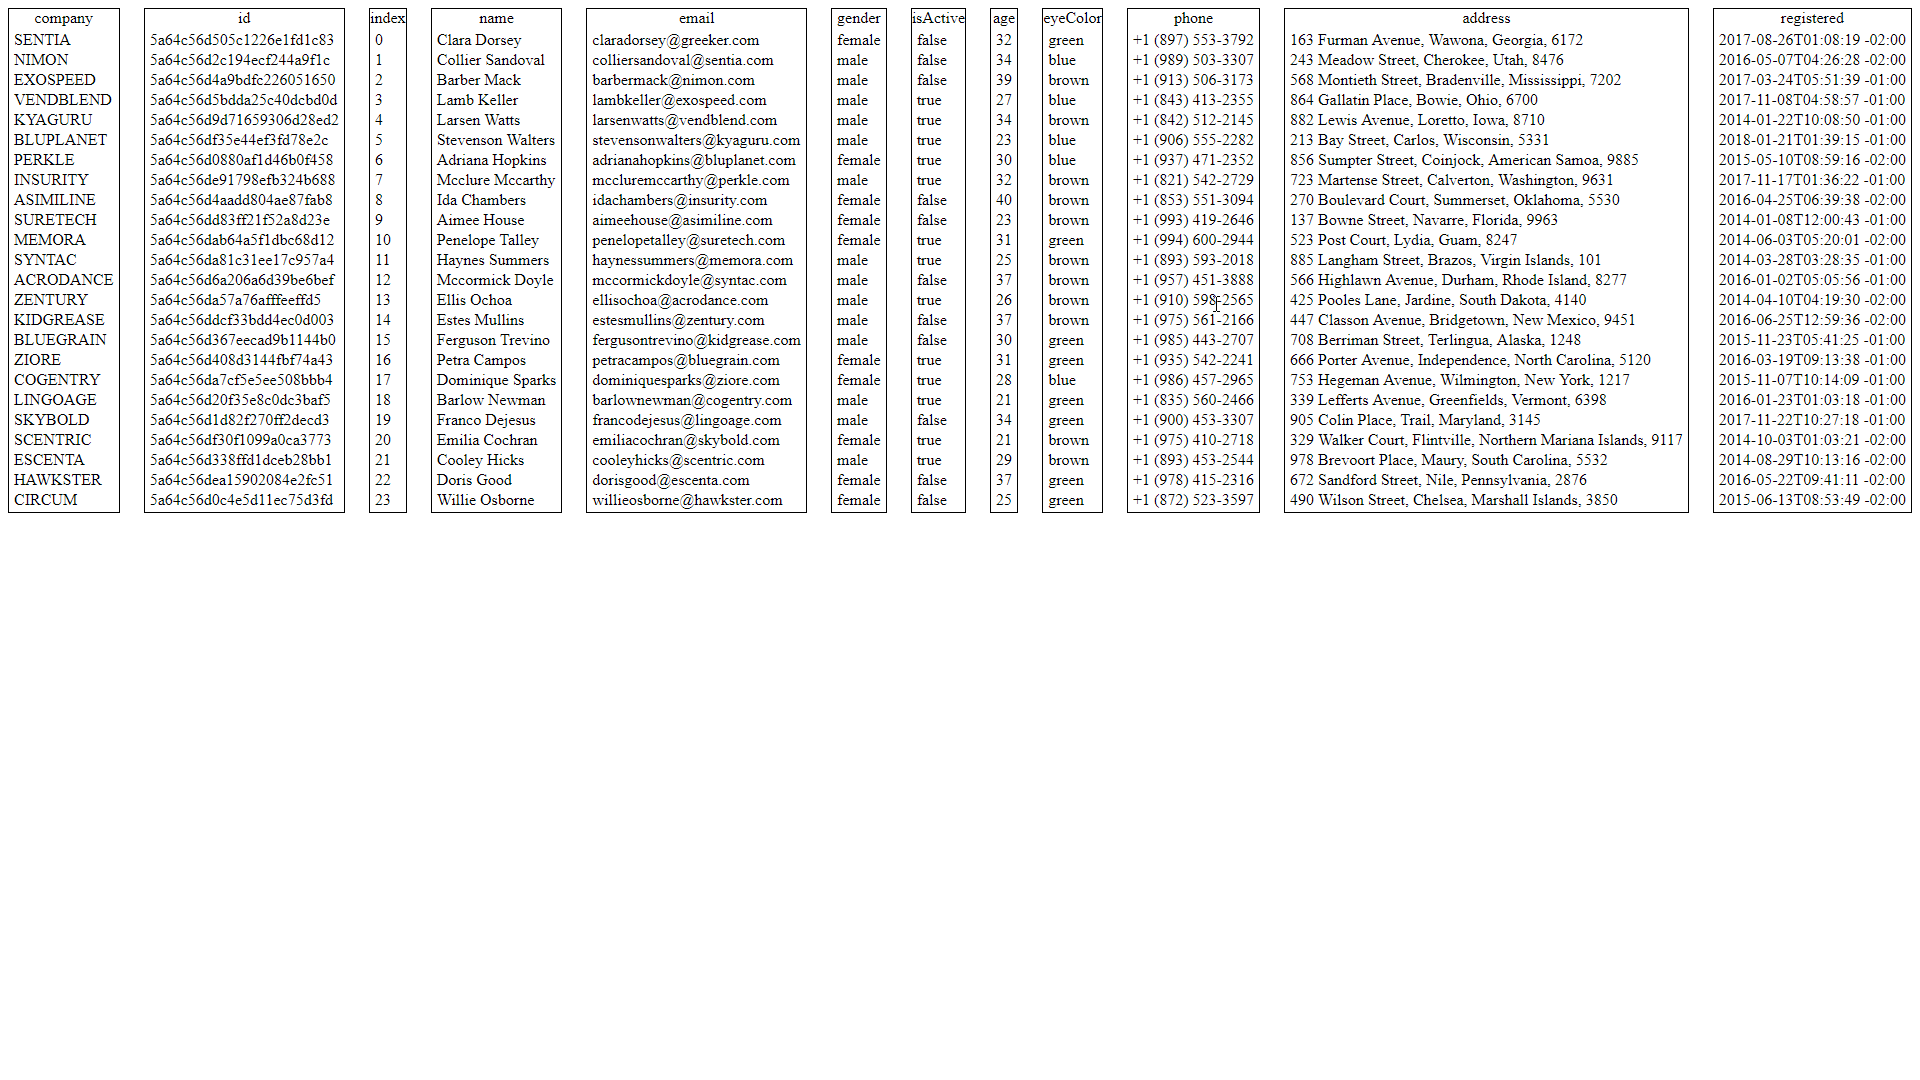 company id index name email gender isActive age eyeColor phone address registered
SENTIA 5a64c56d505c1226e1fd1c83 0 Clara Dorsey claradorsey@greeker.com female false 32 green +1 (897) 553-3792 163 Furman Avenue, Wawona, Georgia, 6172 2017-08-26T01:08:19 -02:00
NIMON 5a64c56d2c194ecf244a9f1c 1 Collier Sandoval colliersandoval@sentia.com male false 34 blue +1 (989) 503-3307 243 Meadow Street, Cherokee, Utah, 8476 2016-05-07T04:26:28 -02:00
EXOSPEED 5a64c56d4a9bdfc226051650 2 Barber Mack barbermack@nimon.com male false 39 brown +1 (913) 506-3173 568 Montieth Street, Bradenville, Mississippi, 7202 2017-03-24T05:51:39 -01:00
VENDBLEND 5a64c56d5bdda25c40dcbd0d 3 Lamb Keller lambkeller@exospeed.com male true 27 blue +1 (843) 413-2355 864 Gallatin Place, Bowie, Ohio, 6700 2017-11-08T04:58:57 -01:00
KYAGURU 5a64c56d9d71659306d28ed2 4 Larsen Watts larsenwatts@vendblend.com male true 34 brown +1 (842) 512-2145 882 Lewis Avenue, Loretto, Iowa, 8710 2014-01-22T10:08:50 -01:00
BLUPLANET 5a64c56df35e44ef3fd78e2c 5 Stevenson Walters stevensonwalters@kyaguru.com male true 23 blue +1 (906) 555-2282 213 Bay Street, Carlos, Wisconsin, 5331 2018-01-21T01:39:15 -01:00
PERKLE 5a64c56d0880af1d46b0f458 6 Adriana Hopkins adrianahopkins@bluplanet.com female true 30 blue +1 (937) 471-2352 856 Sumpter Street, Coinjock, American Samoa, 9885 2015-05-10T08:59:16 -02:00
INSURITY 5a64c56de91798efb324b688 7 Mcclure Mccarthy mccluremccarthy@perkle.com male true 32 brown +1 (821) 542-2729 723 Martense Street, Calverton, Washington, 9631 2017-11-17T01:36:22 -01:00
ASIMILINE 5a64c56d4aadd804ae87fab8 8 Ida Chambers idachambers@insurity.com female false 40 brown +1 (853) 551-3094 270 Boulevard Court, Summerset, Oklahoma, 5530 2016-04-25T06:39:38 -02:00
SURETECH 5a64c56dd83ff21f52a8d23e 9 Aimee House aimeehouse@asimiline.com female false 23 brown +1 (993) 419-2646 137 Bowne Street, Navarre, Florida, 9963 2014-01-08T12:00:43 -01:00
MEMORA 5a64c56dab64a5f1dbc68d12 10 Penelope Talley penelopetalley@suretech.com female true 31 green +1 (994) 600-2944 523 Post Court, Lydia, Guam, 8247 2014-06-03T05:20:01 -02:00
SYNTAC 5a64c56da81c31ee17c957a4 11 Haynes Summers haynessummers@memora.com male true 25 brown +1 (893) 593-2018 885 Langham Street, Brazos, Virgin Islands, 101 2014-03-28T03:28:35 -01:00
ACRODANCE 5a64c56d6a206a6d39be6bef 12 Mccormick Doyle mccormickdoyle@syntac.com male false 37 brown +1 (957) 451-3888 566 Highlawn Avenue, Durham, Rhode Island, 8277 2016-01-02T05:05:56 -01:00
ZENTURY 5a64c56da57a76afffeeffd5 13 Ellis Ochoa ellisochoa@acrodance.com male true 26 brown +1 (910) 598-2565 425 Pooles Lane, Jardine, South Dakota, 4140 2014-04-10T04:19:30 -02:00
KIDGREASE 5a64c56ddcf33bdd4ec0d003 14 Estes Mullins estesmullins@zentury.com male false 37 brown +1 (975) 561-2166 447 Classon Avenue, Bridgetown, New Mexico, 9451 2016-06-25T12:59:36 -02:00
BLUEGRAIN 5a64c56d367eecad9b1144b0 15 Ferguson Trevino fergusontrevino@kidgrease.com male false 30 green +1 (985) 443-2707 708 Berriman Street, Terlingua, Alaska, 1248 2015-11-23T05:41:25 -01:00
ZIORE 5a64c56d408d3144fbf74a43 16 Petra Campos petracampos@bluegrain.com female true 31 green +1 (935) 542-2241 666 Porter Avenue, Independence, North Carolina, 5120 2016-03-19T09:13:38 -01:00
COGENTRY 5a64c56da7cf5e5ee508bbb4 17 Dominique Sparks dominiquesparks@ziore.com female true 28 blue +1 (986) 457-2965 753 Hegeman Avenue, Wilmington, New York, 1217 2015-11-07T10:14:09 -01:00
LINGOAGE 5a64c56d20f35e8c0dc3baf5 18 Barlow Newman barlownewman@cogentry.com male true 21 green +1 (835) 560-2466 339 Lefferts Avenue, Greenfields, Vermont, 6398 2016-01-23T01:03:18 -01:00
SKYBOLD 5a64c56d1d82f270ff2decd3 19 Franco Dejesus francodejesus@lingoage.com male false 34 green +1 (900) 453-3307 905 Colin Place, Trail, Maryland, 3145 2017-11-22T10:27:18 -01:00
SCENTRIC 5a64c56df30f1099a0ca3773 20 Emilia Cochran emiliacochran@skybold.com female true 21 brown +1 (975) 410-2718 329 Walker Court, Flintville, Northern Mariana Islands, 9117 2014-10-03T01:03:21 -02:00
ESCENTA 5a64c56d338ffd1dceb28bb1 21 Cooley Hicks cooleyhicks@scentric.com male true 29 brown +1 (893) 453-2544 978 Brevoort Place, Maury, South Carolina, 5532 2014-08-29T10:13:16 -02:00
HAWKSTER 5a64c56dea15902084e2fc51 22 Doris Good dorisgood@escenta.com female false 37 green +1 (978) 415-2316 672 Sandford Street, Nile, Pennsylvania, 2876 2016-05-22T09:41:11 -02:00
CIRCUM 5a64c56d0c4e5d11ec75d3fd 23 Willie Osborne willieosborne@hawkster.com female false 25 green +1 (872) 523-3597 490 Wilson Street, Chelsea, Marshall Islands, 3850 2015-06-13T08:53:49 -02:00